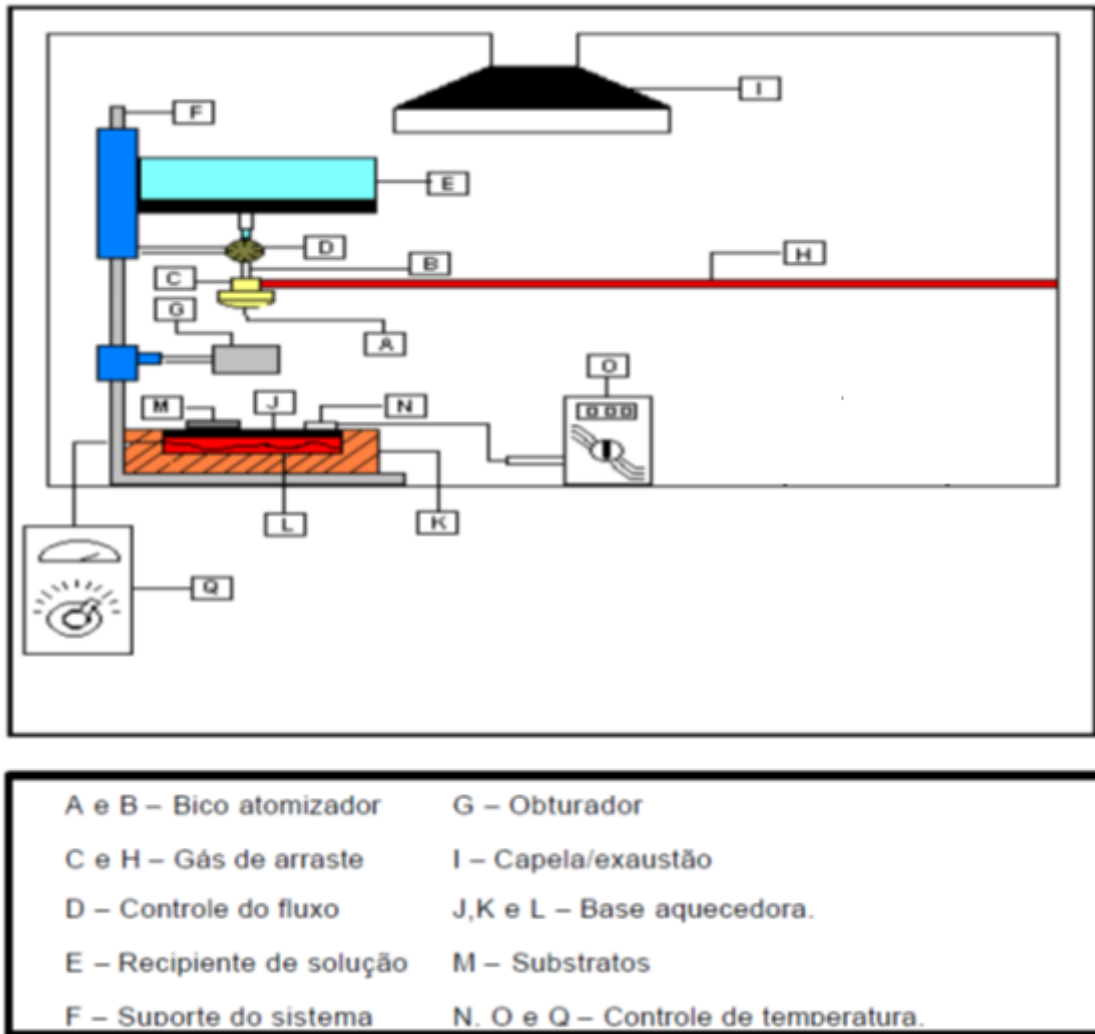 I
F
E
D
B
H
C
G
A
O
M
J
N
000
L
K
Q
A e B – Bico atomizador G – Obturador
C e H – Gás de arraste I – Capela/exaustão
D – Controle do fluxo J,K e L – Base aquecedora.
E – Recipiente de solução M – Substratos
F – Suporte do sistema N, O e Q – Controle de temperatura.